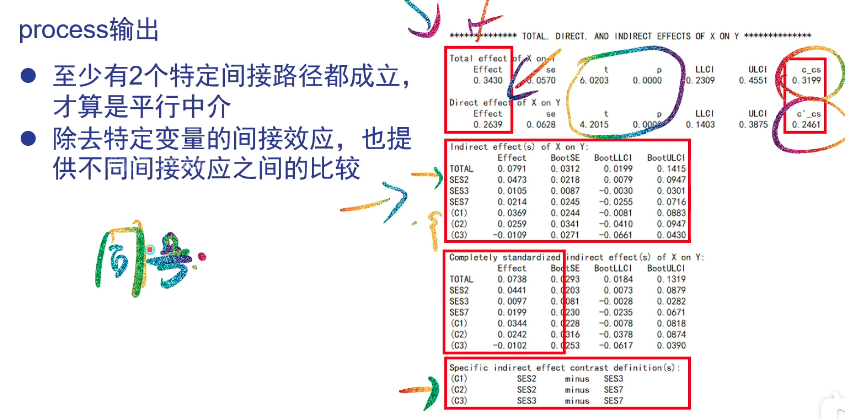 process输出
● 至少有2个特定间接路径都成立，
才算是平行中介
● 除去特定变量的间接效应，也提
供不同间接效应之间的比较
同号
************** TOTAL, DIRECT, AND INDIRECT EFFECTS OF X ON Y **************
Total effect of X on Y
Effect se t p LLCI ULCI c_cs
0.3430 0.0570 6.0203 0.0000 0.2309 0.4551 0.3199
Direct effect of X on Y
Effect se t p LLCI ULCI c'_cs
0.2639 0.0628 4.2015 0.0000 0.1403 0.3875 0.2461
Indirect effect(s) of X on Y:
Effect BootSE BootLLCI BootULCI
TOTAL 0.0791 0.0312 0.0199 0.1415
SES2 0.0473 0.0218 0.0079 0.0947
SES3 0.0105 0.0087 -0.0030 0.0301
SES7 0.0214 0.0245 -0.0255 0.0716
(C1) 0.0369 0.0244 -0.0081 0.0883
(C2) 0.0259 0.0341 -0.0410 0.0947
(C3) -0.0109 0.0271 -0.0661 0.0430
Completely standardized indirect effect(s) of X on Y:
Effect BootSE BootLLCI BootULCI
TOTAL 0.0738 0.0293 0.0184 0.1319
SES2 0.0441 0.0203 0.0073 0.0879
SES3 0.0097 0.0081 -0.0028 0.0282
SES7 0.0199 0.0230 -0.0235 0.0671
(C1) 0.0344 0.0228 -0.0078 0.0818
(C2) 0.0242 0.0316 -0.0378 0.0874
(C3) -0.0102 0.0253 -0.0617 0.0390
Specific indirect effect contrast definition(s):
(C1) SES2 minus SES3
(C2) SES2 minus SES7
(C3) SES3 minus SES7